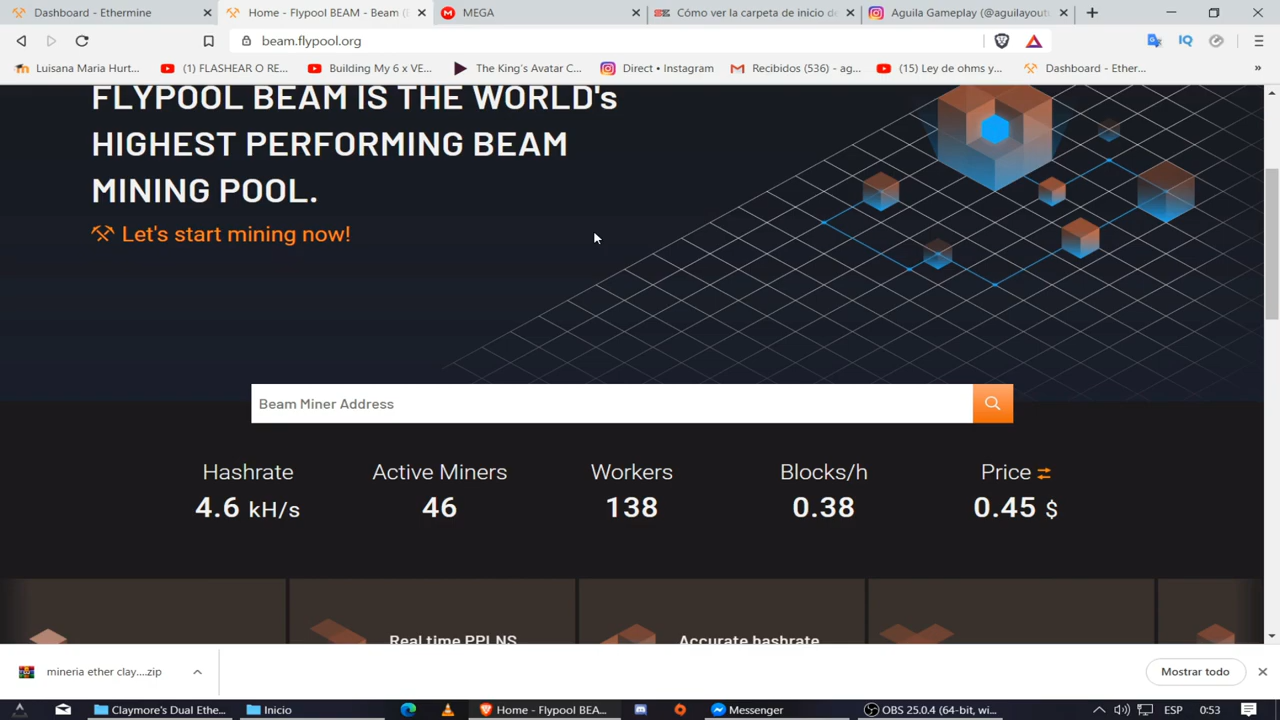 Dashboard - Ethermine
Home - Flypool BEAM - Beam (
MEGA
Cómo ver la carpeta de inicio de
Aguila Gameplay (@aguilayout
beam.flypool.org
Luisana Maria Hurt...
(1) FLASHEAR O RE...
Building My 6 x VE...
The King's Avatar C...
Direct • Instagram
Recibidos (536) - ag...
(15) Ley de ohms y...
Dashboard - Ether...
»
FLYPOOL BEAM IS THE WORLD's
HIGHEST PERFORMING BEAM
MINING POOL.
Let's start mining now!
Beam Miner Address
Hashrate
4.6 kH/s
Active Miners
46
Workers
138
Blocks/h
0.38
Price
0.45 $
Real time PPLNS
Accurate hashrate
mineria ether clay....zip
Mostrar todo
Claymore's Dual Ethe...
Inicio
Home - Flypool BEA...
Messenger
OBS 25.0.4 (64-bit, wi...
ESP
0:53